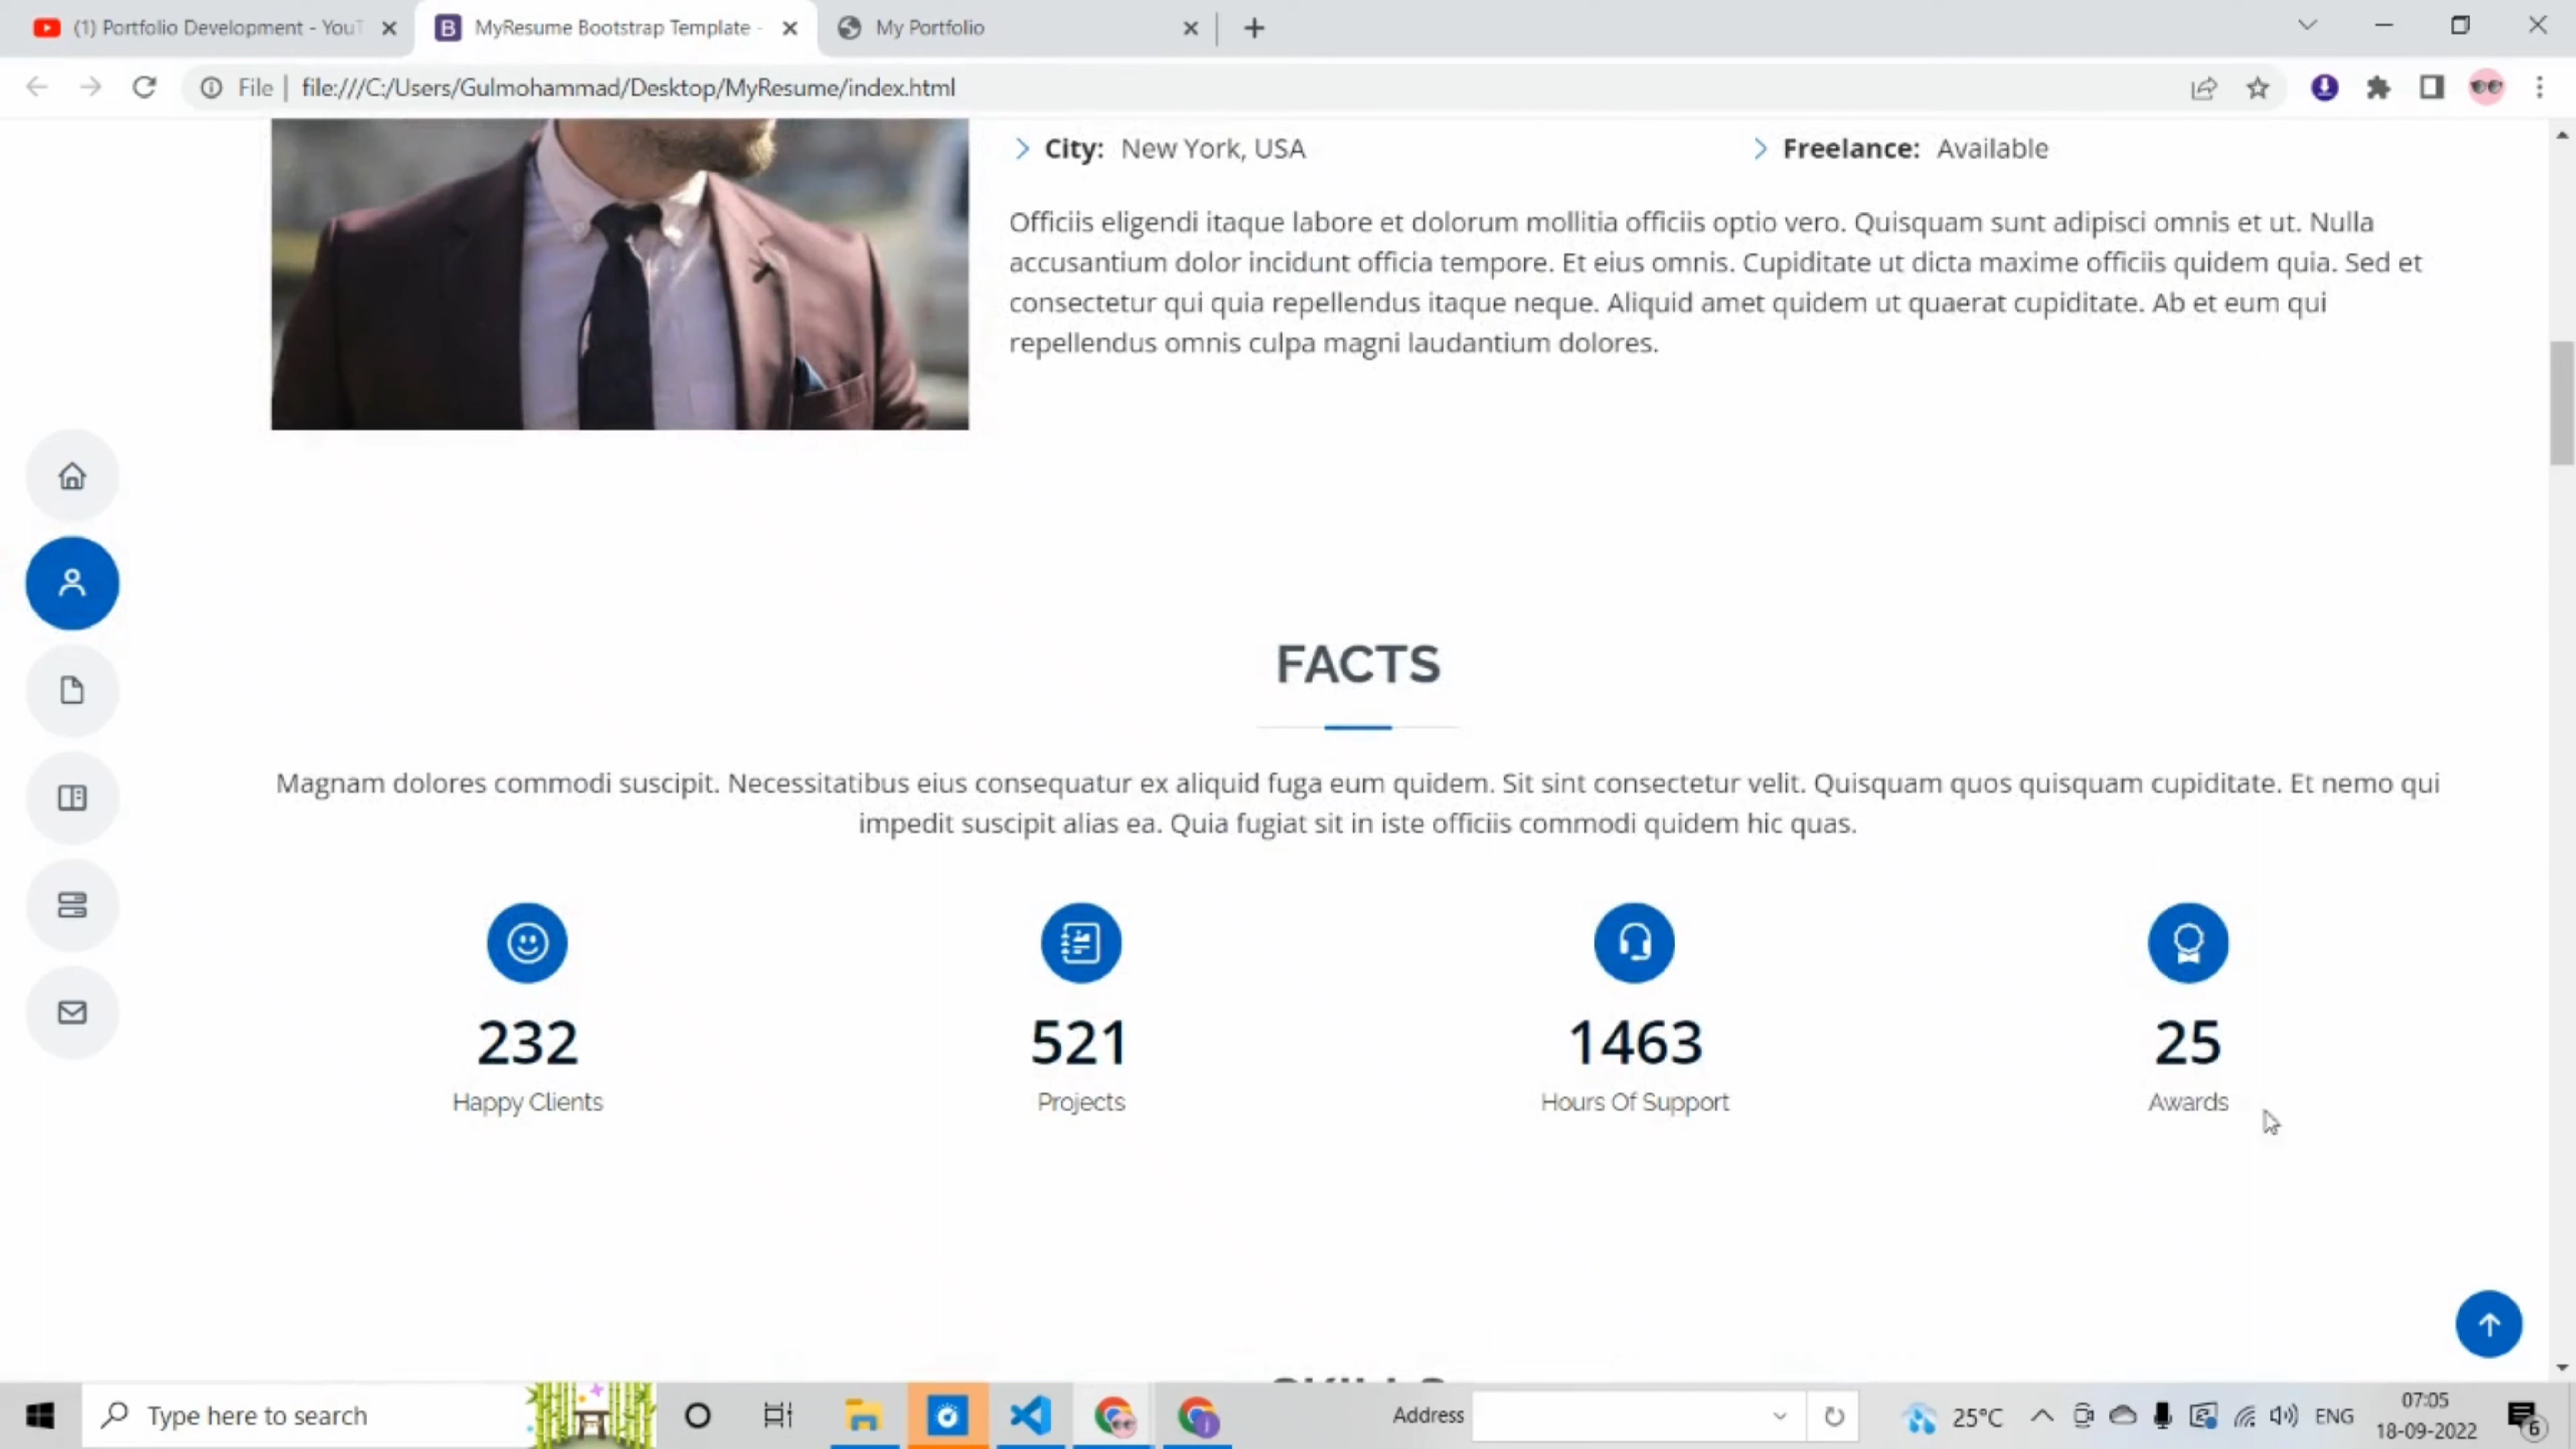 (1) Portfolio Development - YouT
MyResume Bootstrap Template -
My Portfolio
File
file:///C:/Users/Gulmohammad/Desktop/MyResume/index.html
City: New York, USA
Freelance: Available
Officiis eligendi itaque labore et dolorum mollitia officiis optio vero. Quisquam sunt adipisci omnis et ut. Nulla
accusantium dolor incidunt officia tempore. Et eius omnis. Cupiditate ut dicta maxime officiis quidem quia. Sed et
consectetur qui quia repellendus itaque neque. Aliquid amet quidem ut quaerat cupiditate. Ab et eum qui
repellendus omnis culpa magni laudantium dolores.
FACTS
Magnam dolores commodi suscipit. Necessitatibus eius consequatur ex aliquid fuga eum quidem. Sit sint consectetur velit. Quisquam quos quisquam cupiditate. Et nemo qui
impedit suscipit alias ea. Quia fugiat sit in iste officiis commodi quidem hic quas.
232
Happy Clients
521
Projects
1463
Hours Of Support
25
Awards
Type here to search
Address
25°C
ENG
07:05
18-09-2022
6